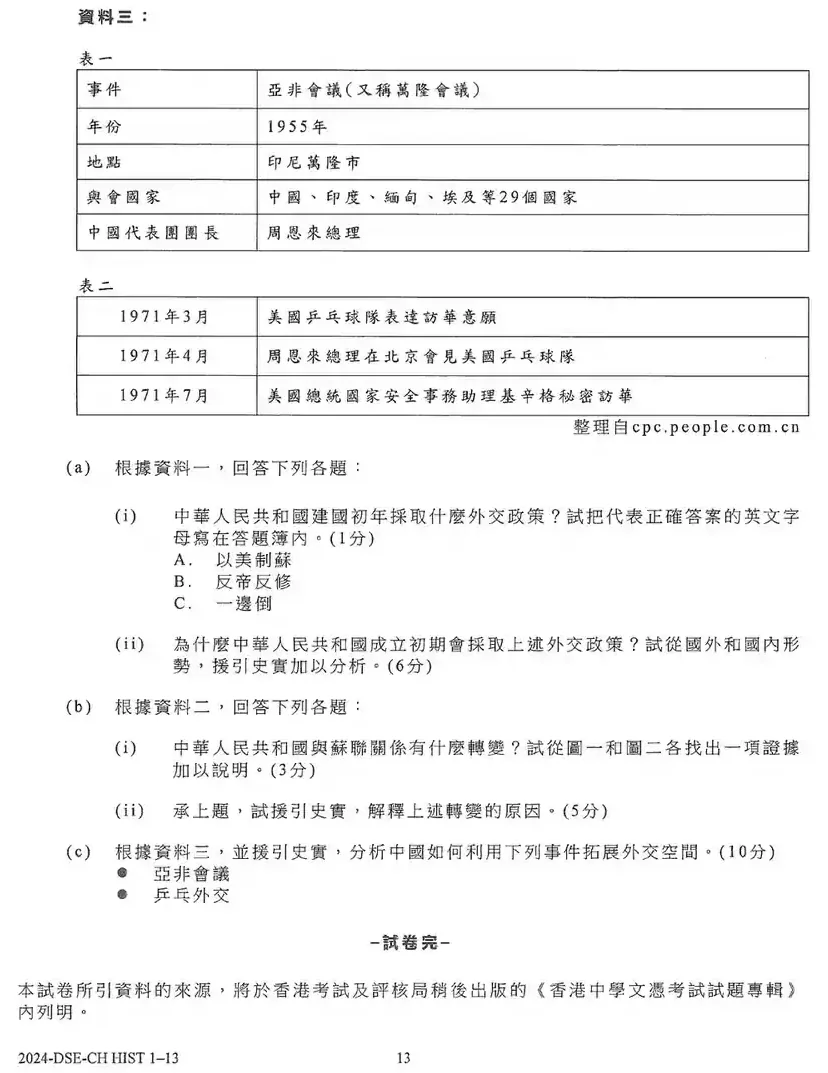 資料三：
表一
事件 亞非會議(又稱萬隆會議)
年份 1955年
地點 印尼萬隆市
與會國家 中國、印度、緬甸、埃及等29個國家
中國代表團團長 周恩來總理
表二
1971年3月 美國乒乓球隊表達訪華意願
1971年4月 周恩來總理在北京會見美國乒乓球隊
1971年7月 美國總統國家安全事務助理基辛格秘密訪華
整理自cpc.people.com.cn
(a) 根據資料一，回答下列各題：
(i) 中華人民共和國建國初年採取什麼外交政策？試把代表正確答案的英文字
母寫在答題簿內。(1分)
A. 以美制蘇
B. 反帝反修
C. 一邊倒
(ii) 為什麼中華人民共和國成立初期會採取上述外交政策？試從國外和國內形
勢，援引史實加以分析。(6分)
(b) 根據資料二，回答下列各題：
(i) 中華人民共和國與蘇聯關係有什麼轉變？試從圖一和圖二各找出一項證據
加以說明。(3分)
(ii) 承上題，試援引史實，解釋上述轉變的原因。(5分)
(c) 根據資料三，並援引史實，分析中國如何利用下列事件拓展外交空間。(10分)
● 亞非會議
● 乒乓外交
–試卷完–
本試卷所引資料的來源，將於香港考試及評核局稍後出版的《香港中學文憑考試試題專輯》
內列明。
2024-DSE-CH HIST 1–13 13